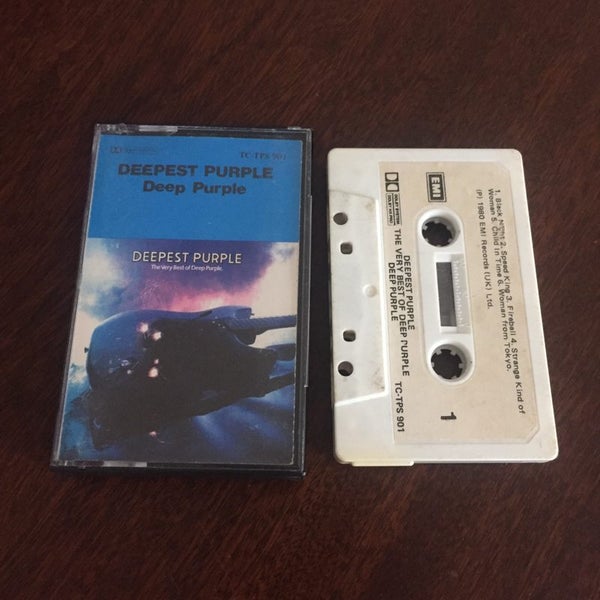 TC-TPS 901
DEEPEST PURPLE
Deep Purple
DEEPEST PURPLE
The Very Best of Deep Purple
EMI
1. Black Night 2. Speed King 3. Fireball 4. Strange Kind of
Woman 5. Child in Time 6. Woman from Tokyo.
(P) 1980 EMI Records (UK) Ltd.
DOLBY SYSTEM
DEEPEST PURPLE
THE VERY BEST OF DEEP PURPLE
DEEP PURPLE
TC-TPS 901
1